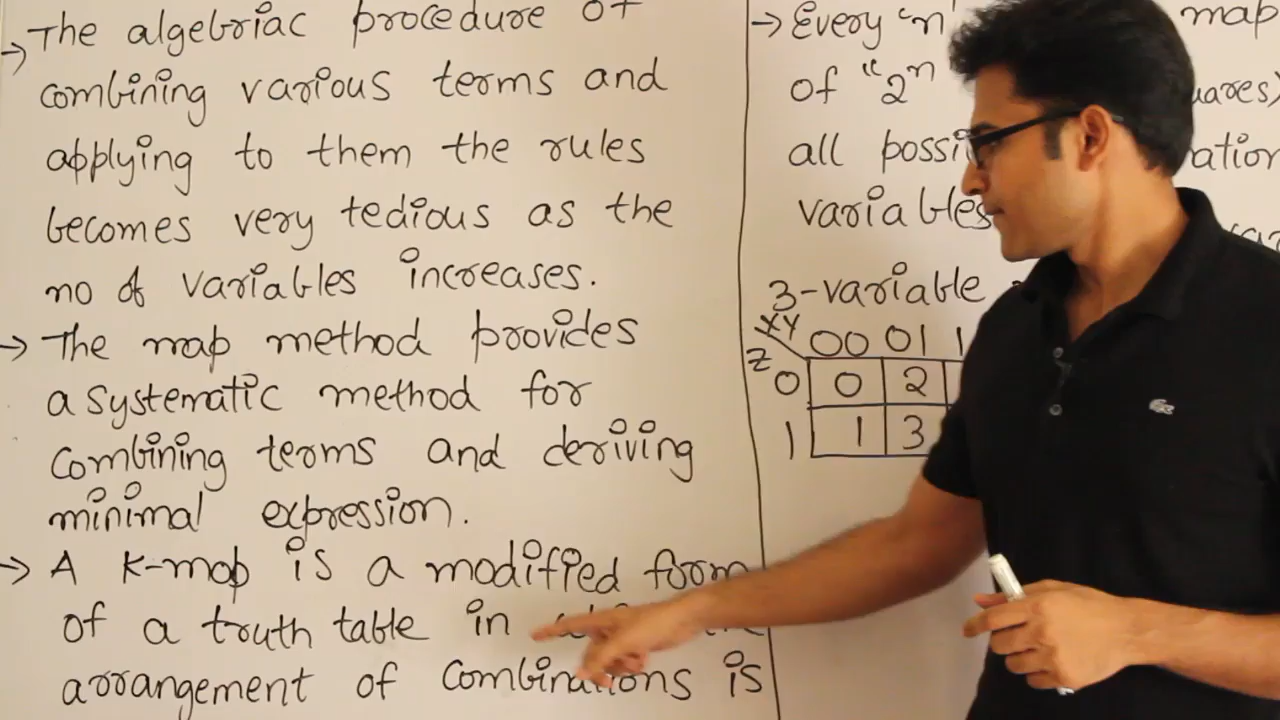 → The algebriac procedure of
combining various terms and
applying to them the rules
becomes very tedious as the
no of variables increases.
→ The map method provides
a systematic method for
combining terms and deriving
minimal expression.
→ A K-map is a modified form
of a truth table in
arrangement of combinations is
→ Every 'n' map
of "2ⁿ
all
variables
3-variable
XY 00 01 1
Z 0 0 2
1 1 3